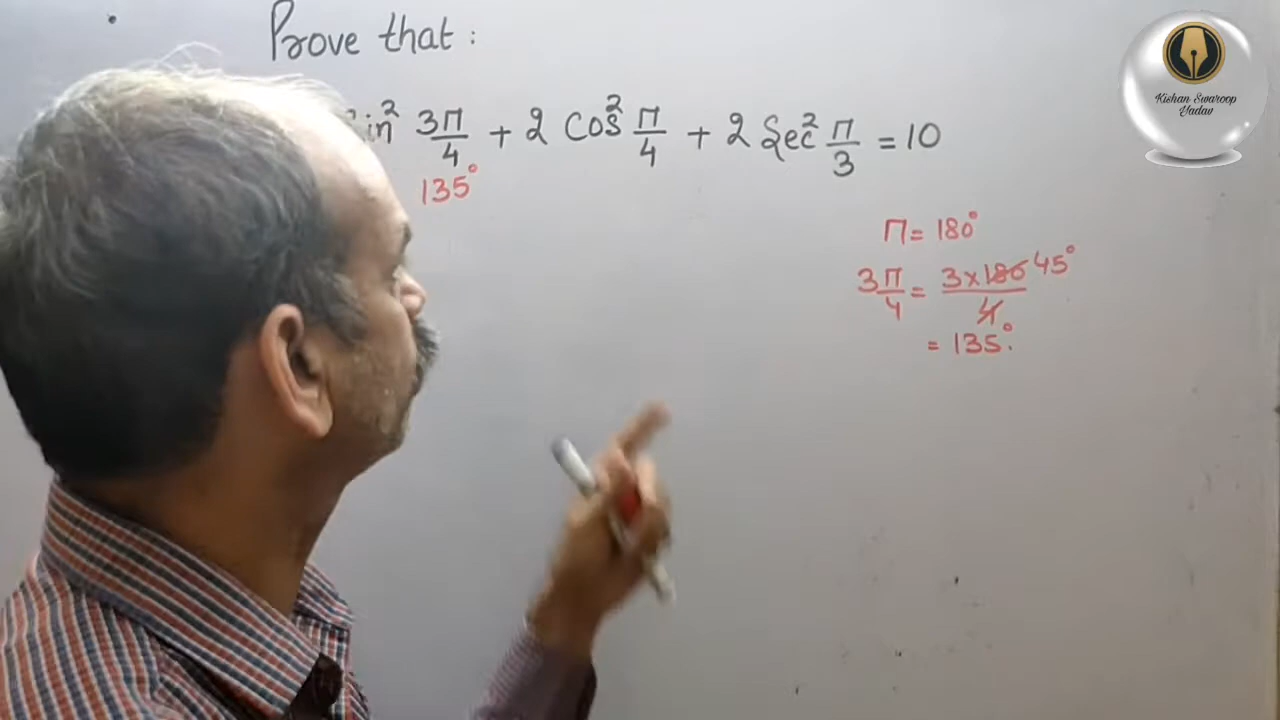 Prove that :
in² 3π/4 + 2 Cos² π/4 + 2 Sec² π/3 = 10
135°
π = 180°
3π/4 = 3×180/4 45°
= 135°.
Kishan Swaroop
Yadav